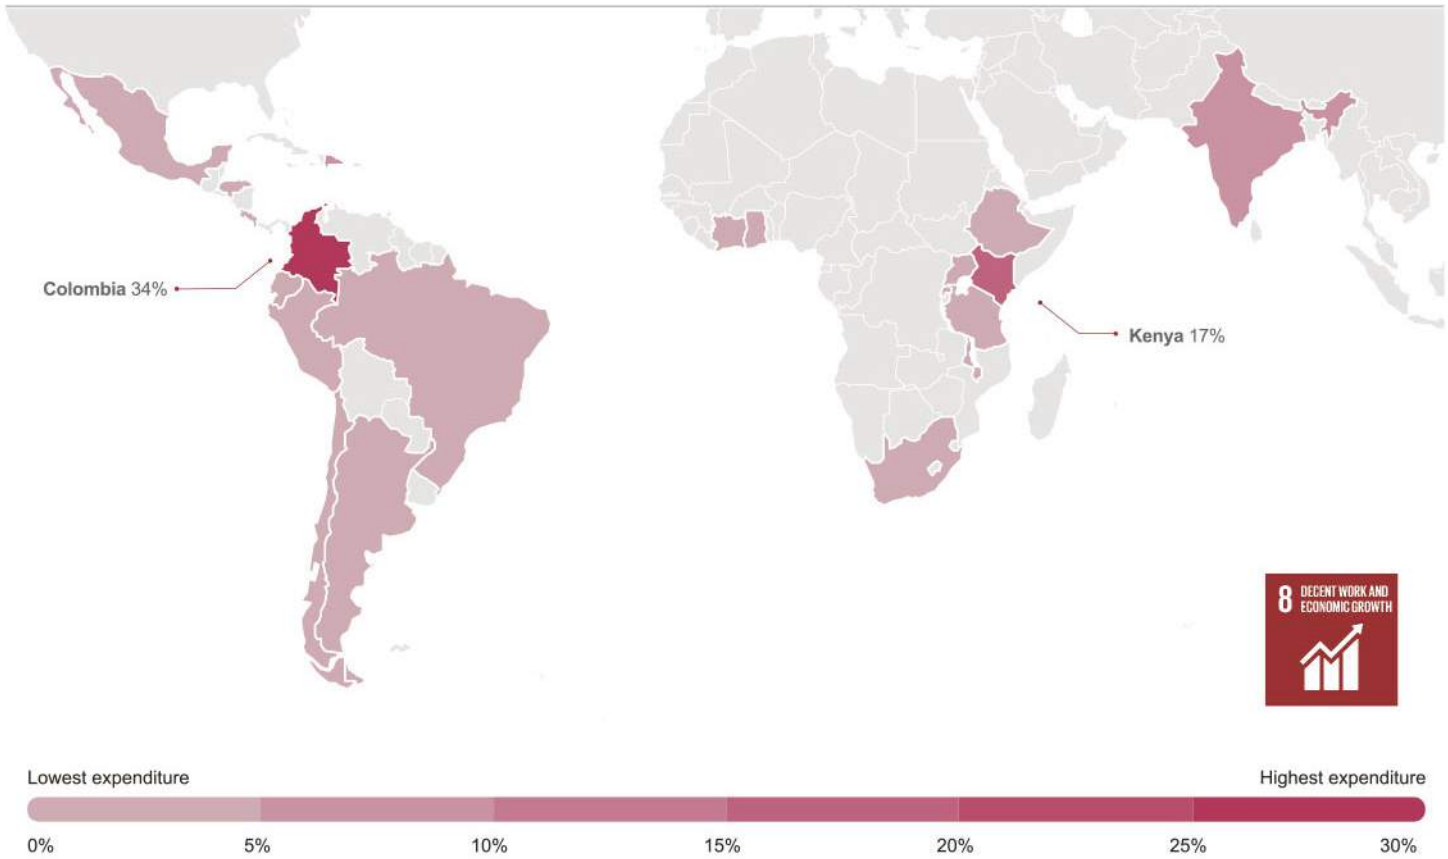 Colombia 34%
Kenya 17%
8 DECENT WORK AND
ECONOMIC GROWTH
Lowest expenditure
Highest expenditure
0%
5%
10%
15%
20%
25%
30%